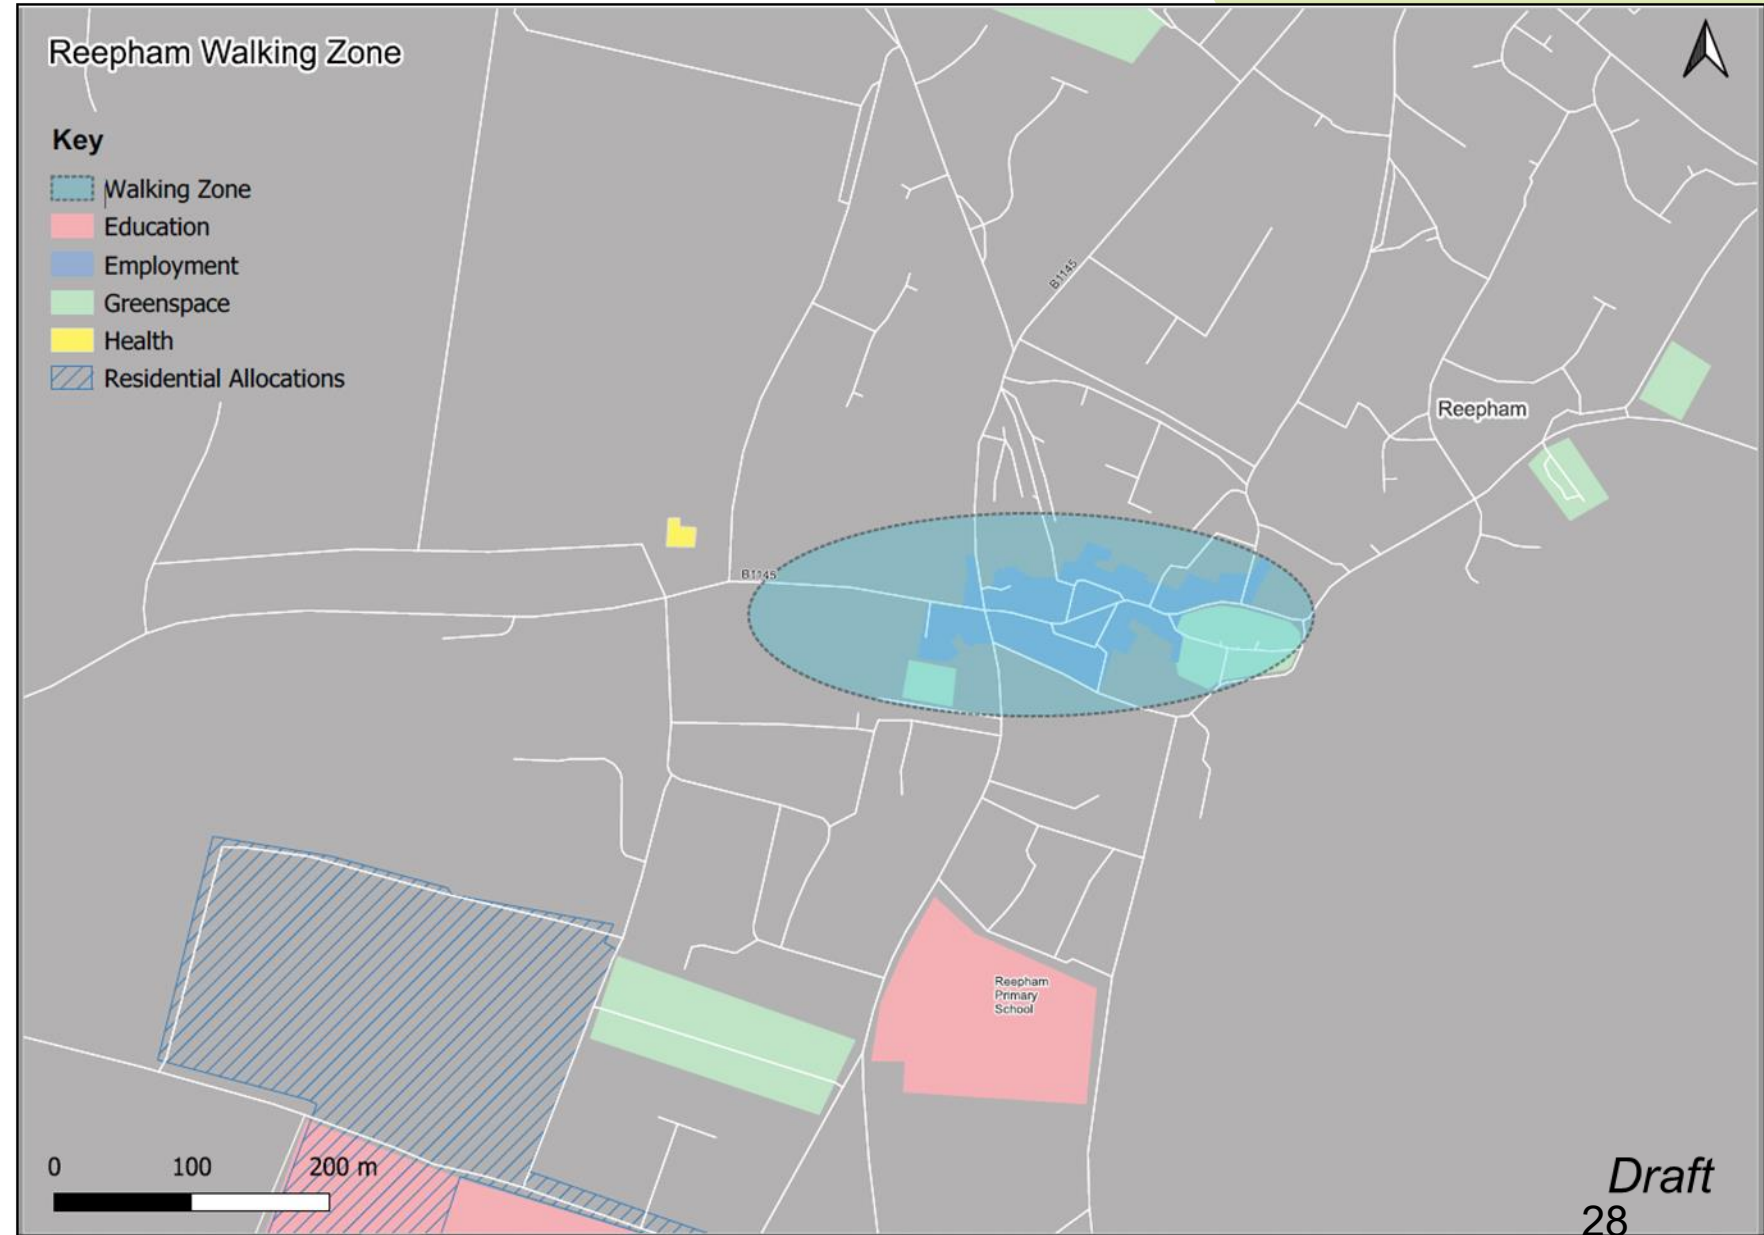 Reepham Walking Zone
Key
Walking Zone
Education
Employment
Greenspace
Health
Residential Allocations
B1145
Reepham
B1145
Reepham
Primary
School
0 100 200 m
Draft
28